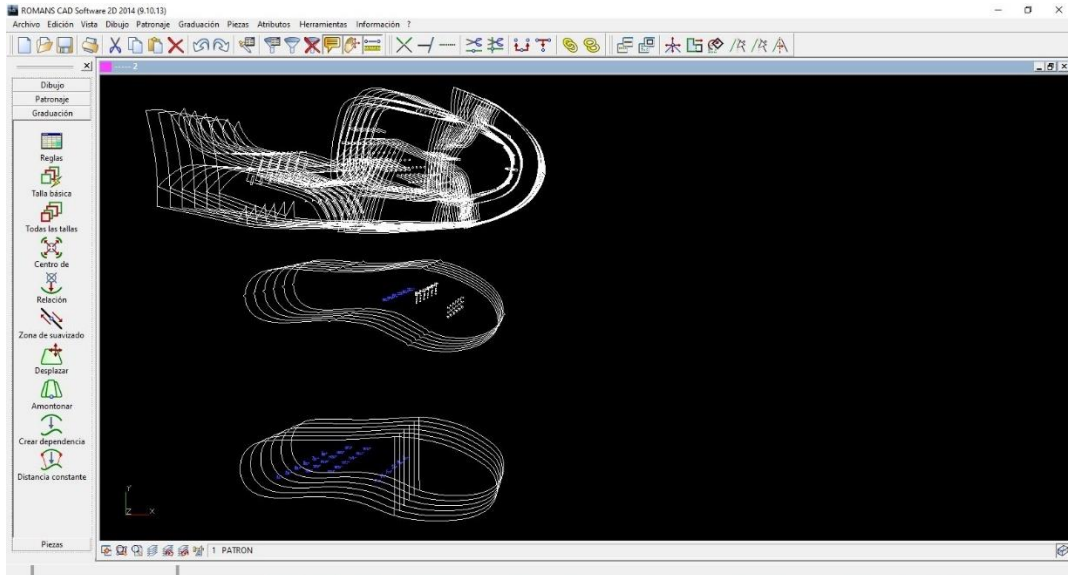 ROMANS CAD Software 2D 2014 (9.10.13)
Archivo Edición Vista Dibujo Patronaje Graduación Piezas Atributos Herramientas Información ?
------2
Dibujo
Patronaje
Graduación
Reglas
Talla básica
Todas las tallas
Centro de
Relación
Zona de suavizado
Desplazar
Amontonar
Crear dependencia
Distancia constante
Piezas
Y
Z X
1 PATRON